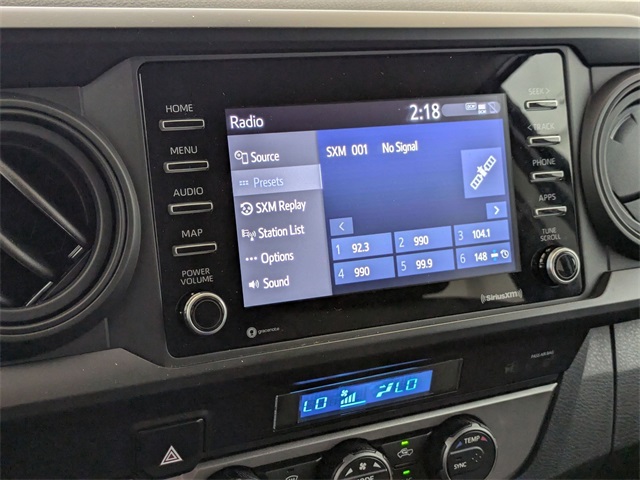 HOME
MENU
AUDIO
MAP
POWER
VOLUME
Radio
2:18
Source
Presets
SXM Replay
Station List
Options
Sound
SXM 001 No Signal
1 92.3
2 990
3 104.1
4 990
5 99.9
6 148
SEEK >
< TRACK
PHONE
APPS
TUNE
SCROLL
gracenote
((SiriusXM))
LO
LO
TEMP
SYNC
MODE